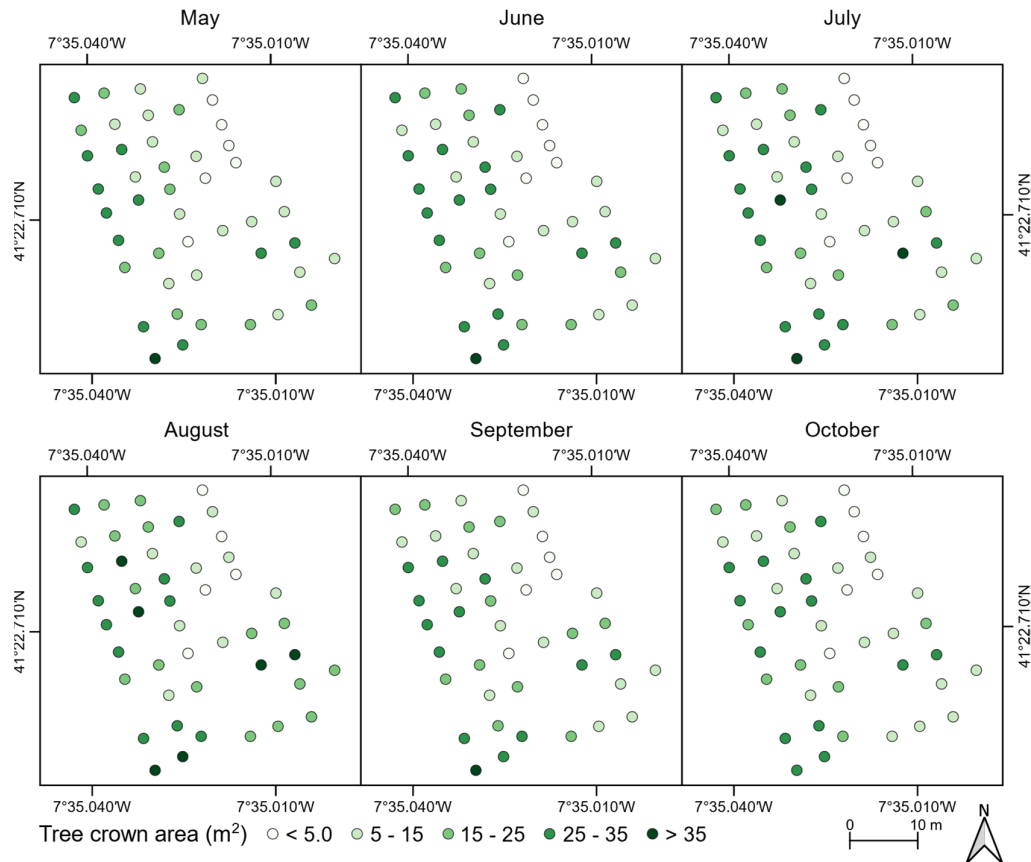 May June July
7°35.040'W 7°35.010'W 7°35.040'W 7°35.010'W 7°35.040'W 7°35.010'W
41°22.710'N 41°22.710'N
7°35.040'W 7°35.010'W 7°35.040'W 7°35.010'W 7°35.040'W 7°35.010'W
August September October
7°35.040'W 7°35.010'W 7°35.040'W 7°35.010'W 7°35.040'W 7°35.010'W
41°22.710'N 41°22.710'N
7°35.040'W 7°35.010'W 7°35.040'W 7°35.010'W 7°35.040'W 7°35.010'W
Tree crown area (m²) < 5.0 5 - 15 15 - 25 25 - 35 > 35 0 10 m N